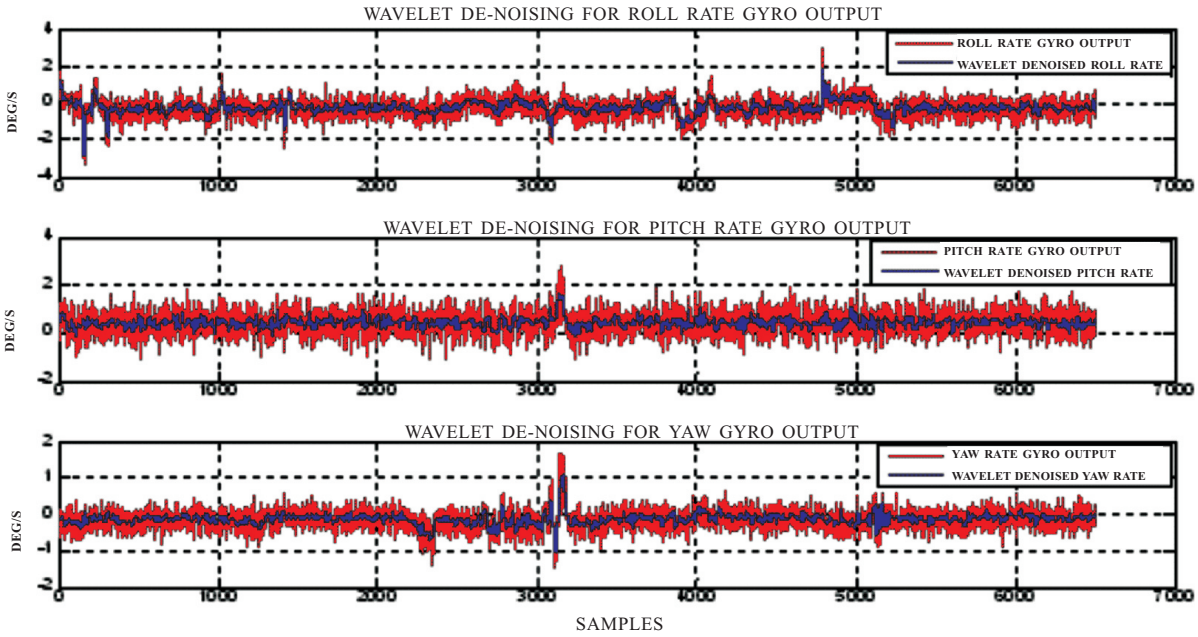 WAVELET DE-NOISING FOR ROLL RATE GYRO OUTPUT
4
2
0
-2
-4
DEG/S
ROLL RATE GYRO OUTPUT
WAVELET DENOISED ROLL RATE
0 1000 2000 3000 4000 5000 6000 7000
WAVELET DE-NOISING FOR PITCH RATE GYRO OUTPUT
4
2
0
-2
DEG/S
PITCH RATE GYRO OUTPUT
WAVELET DENOISED PITCH RATE
0 1000 2000 3000 4000 5000 6000 7000
WAVELET DE-NOISING FOR YAW GYRO OUTPUT
2
1
0
-1
-2
DEG/S
YAW RATE GYRO OUTPUT
WAVELET DENOISED YAW RATE
0 1000 2000 3000 4000 5000 6000 7000
SAMPLES